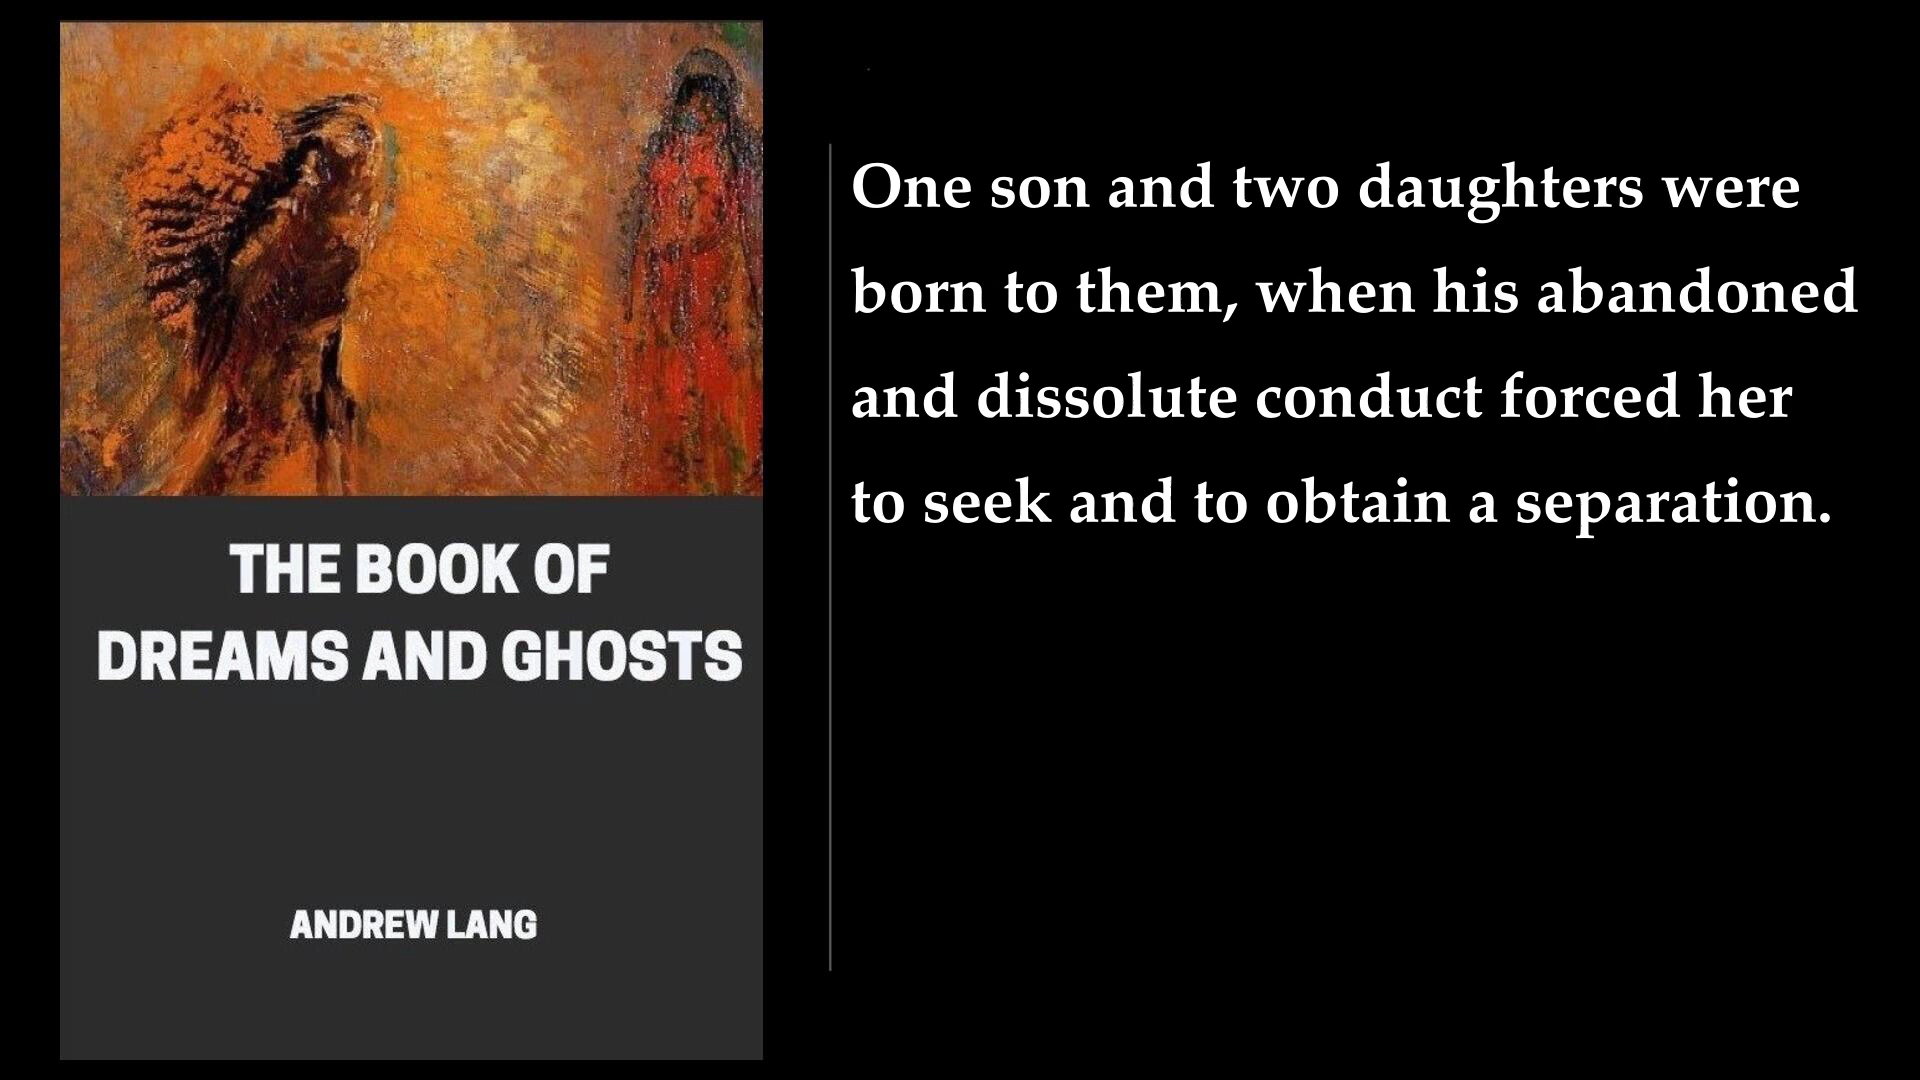 THE BOOK OF
DREAMS AND GHOSTS
ANDREW LANG
One son and two daughters were
born to them, when his abandoned
and dissolute conduct forced her
to seek and to obtain a separation.